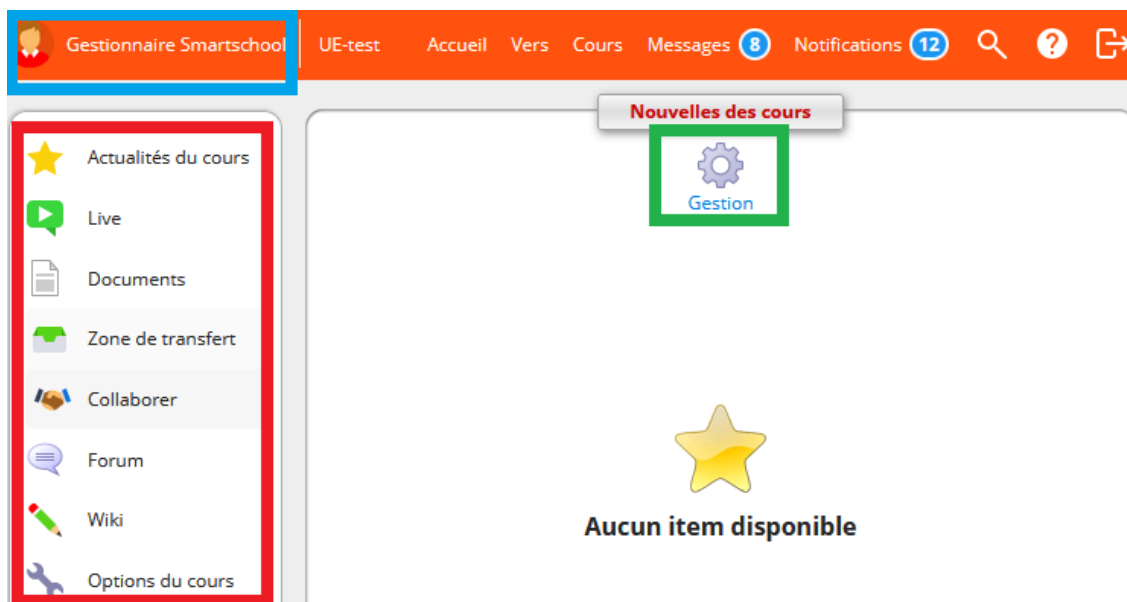 Gestionnaire Smartschool UE-test Accueil Vers Cours Messages 8 Notifications 12 ?
Nouvelles des cours
Gestion
Actualités du cours
Live
Documents
Zone de transfert
Collaborer
Forum
Wiki
Options du cours
Aucun item disponible